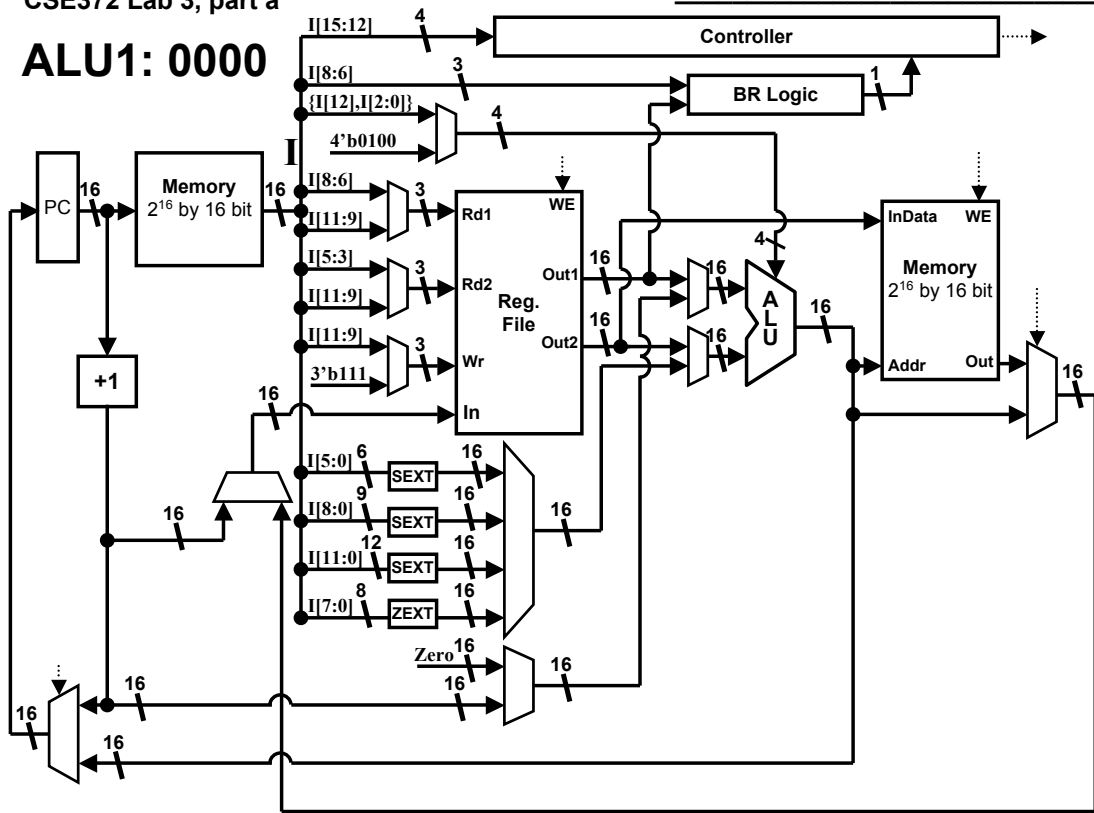 CSE372 Lab 3, part a
ALU1: 0000
I[15:12]
4
Controller
I[8:6]
3
BR Logic
1
{I[12],I[2:0]}
4
4'b0100
I
PC
16
Memory
2^16 by 16 bit
16
I[8:6]
3
I[11:9]
Rd1
WE
I[5:3]
3
I[11:9]
Rd2
Reg.
File
Out1
16
Out2
16
I[11:9]
3
3'b111
Wr
16
In
16
16
4
ALU
16
InData
WE
Memory
2^16 by 16 bit
Addr
Out
16
+1
I[5:0]
6
SEXT
16
I[8:0]
9
SEXT
16
16
16
I[11:0]
12
SEXT
16
I[7:0]
8
ZEXT
16
Zero
16
16
16
16
16
16